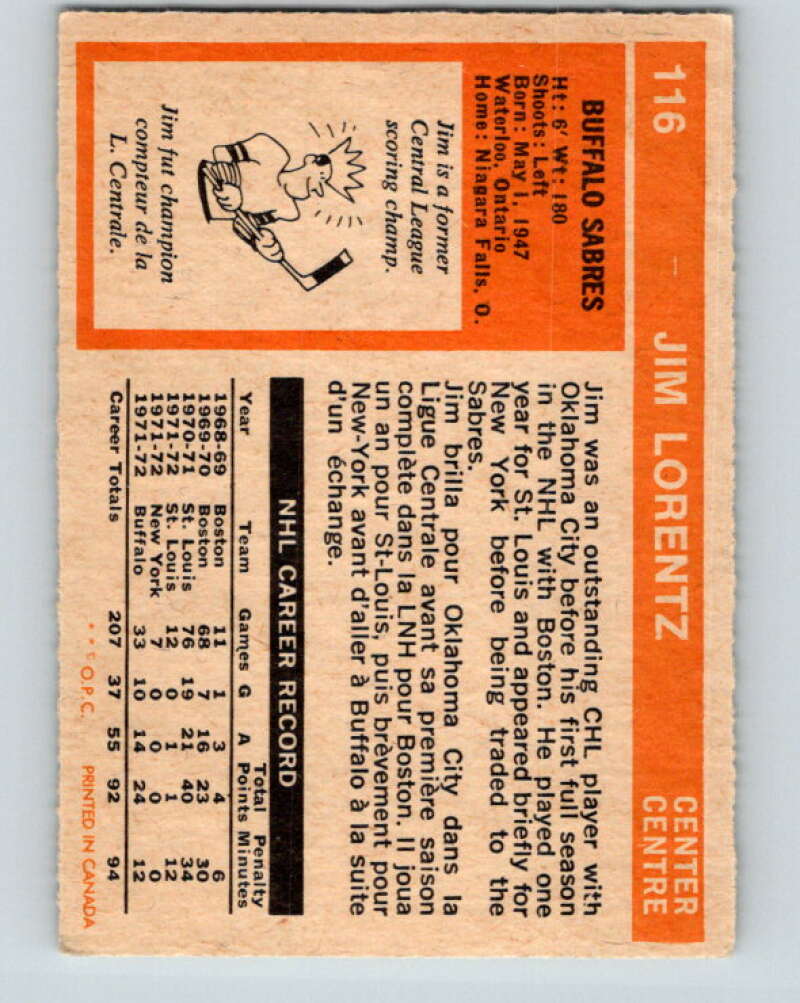 116 JIM LORENTZ CENTER
CENTRE
BUFFALO SABRES
Ht: 6' Wt: 180
Shoots: Left
Born: May 1, 1947
Waterloo, Ontario
Home: Niagara Falls, O.
Jim is a former
Central League
scoring champ.
Jim fut champion
compteur de la
L. Centrale.
Jim was an outstanding CHL player with
Oklahoma City before his first full season
in the NHL with Boston. He played one
year for St. Louis and appeared briefly for
New York before being traded to the
Sabres.
Jim brilla pour Oklahoma City dans la
Ligue Centrale avant sa première saison
complète dans la LNH pour Boston. Il joua
un an pour St-Louis, puis brèvement pour
New-York avant d'aller à Buffalo à la suite
d'un échange.
NHL CAREER RECORD
Total Penalty
Year Team Games G A Points Minutes
1968-69 Boston 11 1 3 4 6
1969-70 Boston 68 7 16 23 30
1970-71 St. Louis 76 19 21 40 34
1971-72 St. Louis 12 0 1 1 12
1971-72 New York 7 0 0 0 0
1971-72 Buffalo 33 10 14 24 12
Career Totals 207 37 55 92 94
**© O.P.C. PRINTED IN CANADA